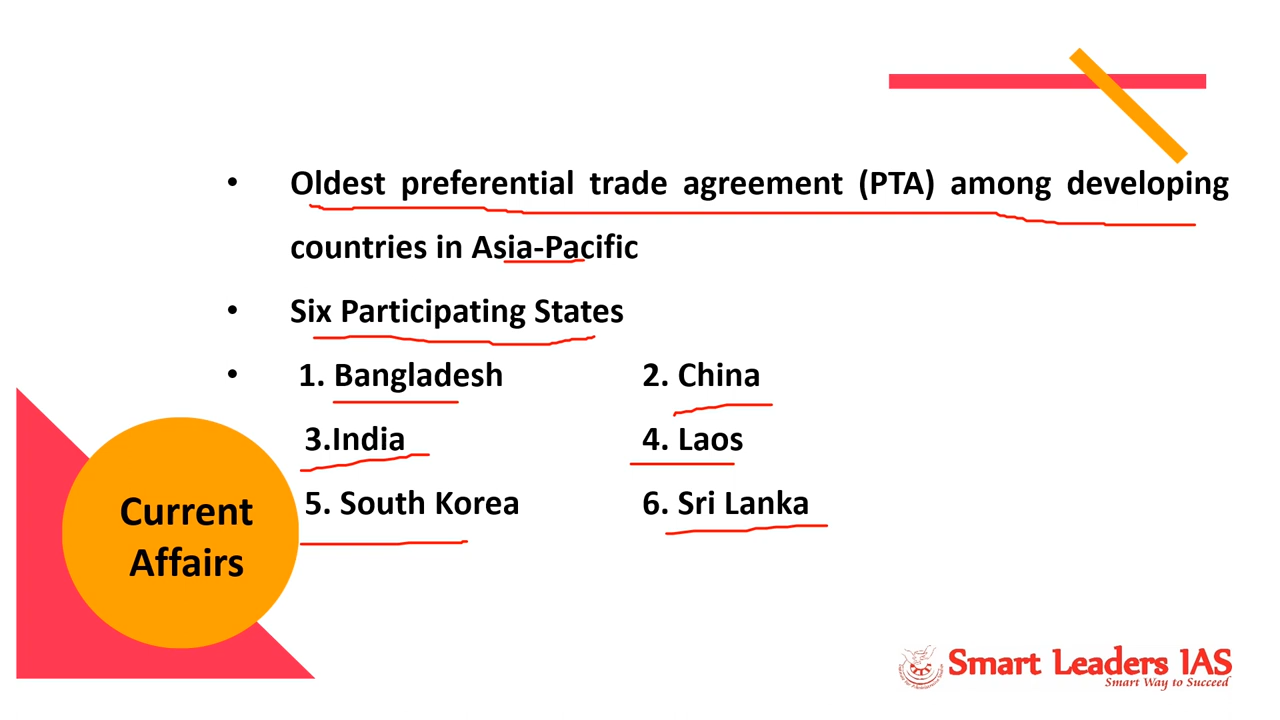 • Oldest preferential trade agreement (PTA) among developing
countries in Asia-Pacific
• Six Participating States
• 1. Bangladesh 2. China
3.India 4. Laos
5. South Korea 6. Sri Lanka
Current
Affairs
Smart Leaders IAS
Smart Way to Succeed